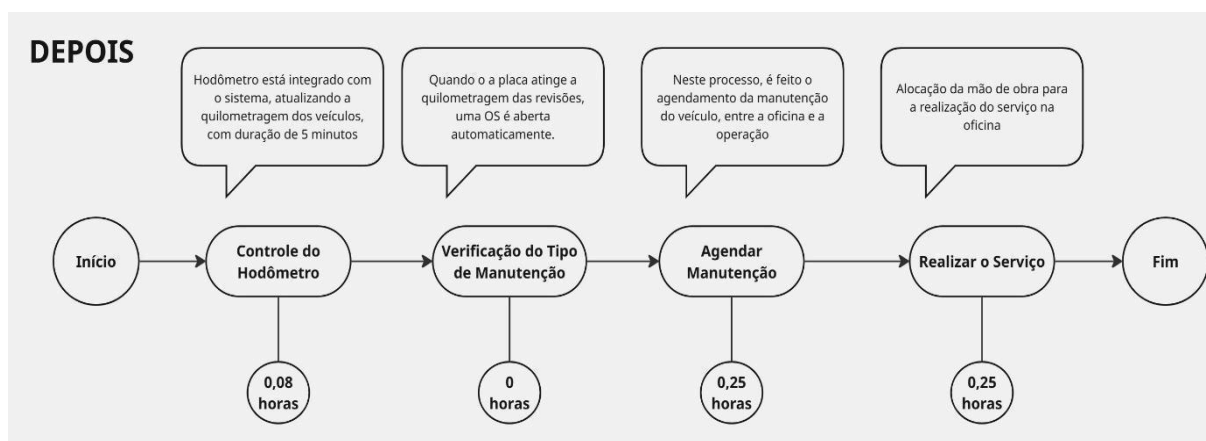 DEPOIS
Hodômetro está integrado com
o sistema, atualizando a
quilometragem dos veículos,
com duração de 5 minutos
Quando o a placa atinge a
quilometragem das revisões,
uma OS é aberta
automaticamente.
Neste processo, é feito o
agendamento da manutenção
do veículo, entre a oficina e a
operação
Alocação da mão de obra para
a realização do serviço na
oficina
Início
Controle do
Hodômetro
Verificação do Tipo
de Manutenção
Agendar
Manutenção
Realizar o Serviço
Fim
0,08
horas
0
horas
0,25
horas
0,25
horas